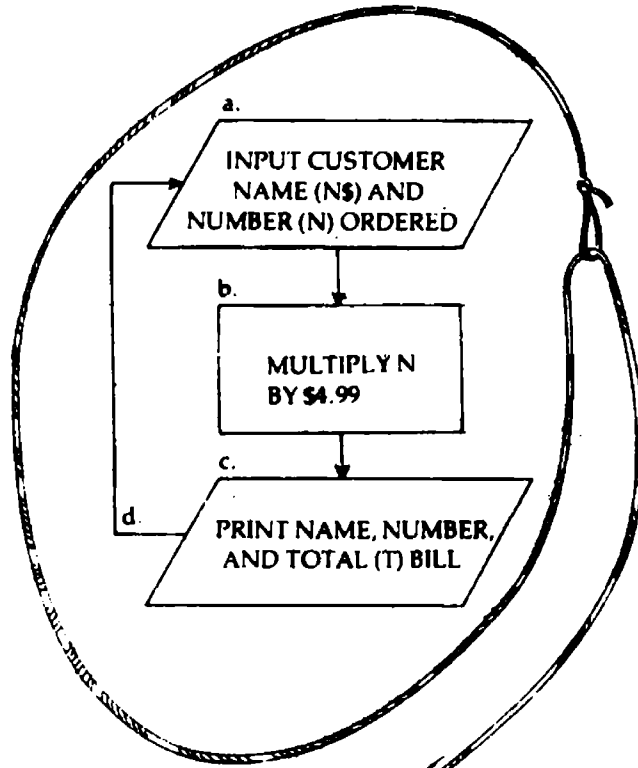 a.
INPUT CUSTOMER
NAME (N$) AND
NUMBER (N) ORDERED
b.
MULTIPLY N
BY $4.99
c.
d.
PRINT NAME, NUMBER,
AND TOTAL (T) BILL